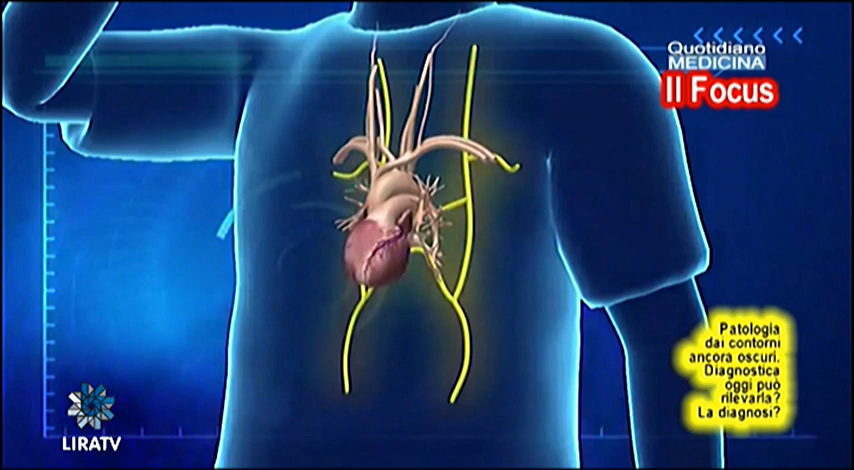 Quotidiano
MEDICINA
Il Focus
Patologia
dai contorni
ancora oscuri.
Diagnostica
oggi può
rilevarla?
La diagnosi?
LIRATV